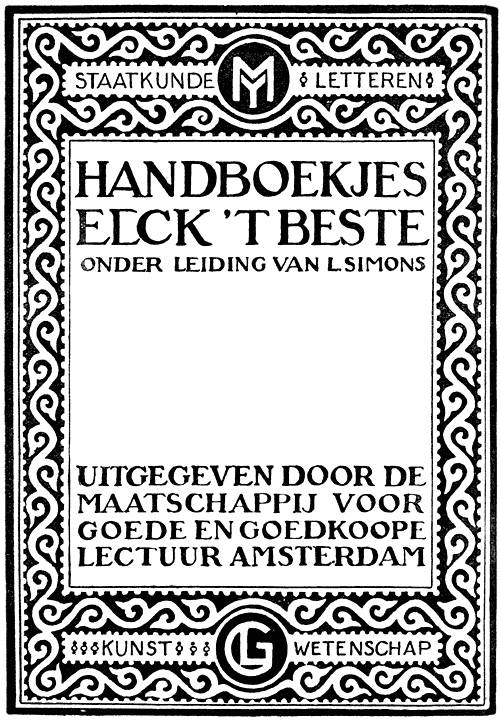 STAATKUNDE M LETTEREN
HANDBOEKJES
ELCK 'T BESTE
ONDER LEIDING VAN L. SIMONS
UITGEGEVEN DOOR DE
MAATSCHAPPIJ VOOR
GOEDE EN GOEDKOOPE
LECTUUR AMSTERDAM
KUNST GL WETENSCHAP